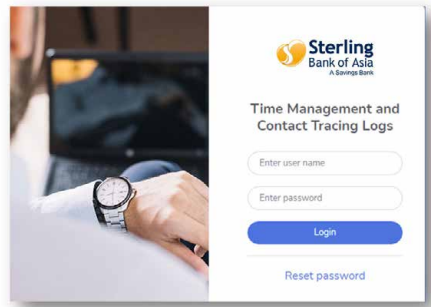 Sterling
Bank of Asia
A Savings Bank
Time Management and
Contact Tracing Logs
Enter user name
Enter password
Login
Reset password